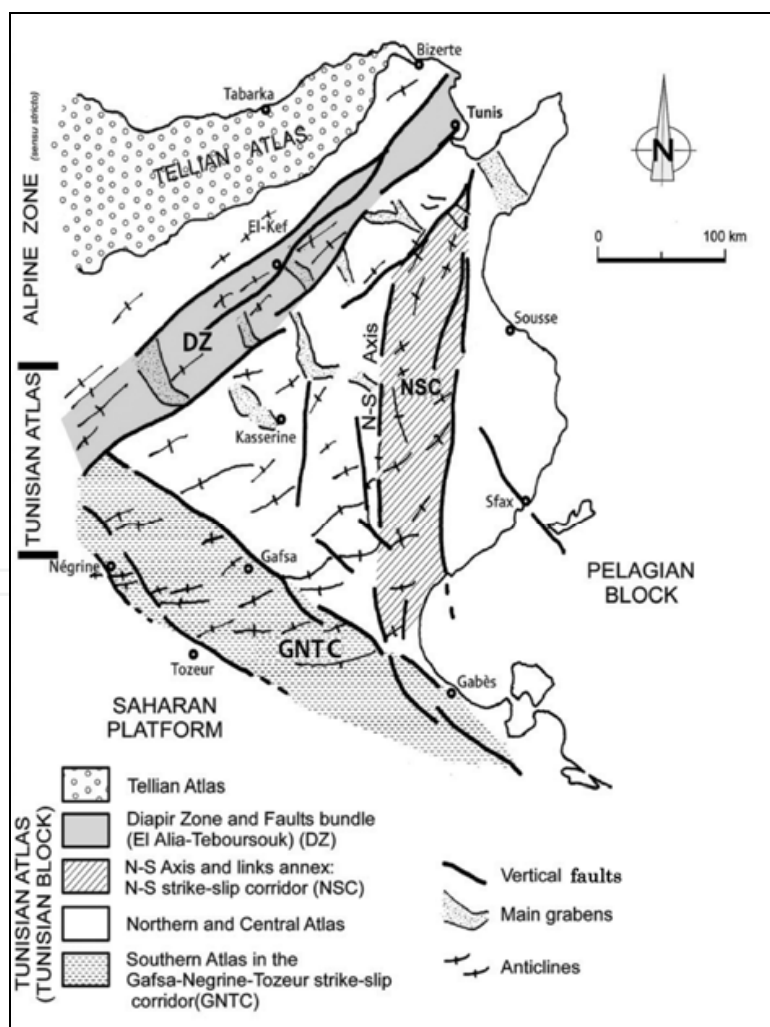 Bizerte
Tabarka
Tunis
(sensu stricto)
TELLIAN ATLAS
N
ALPINE ZONE
El-Kef
0 100 km
Sousse
DZ
N-S Axis
NSC
Kasserine
TUNISIAN ATLAS
Sfax
Négrine
Gafsa
PELAGIAN
BLOCK
GNTC
Tozeur
Gabès
SAHARAN
PLATFORM
TUNISIAN ATLAS
(TUNISIAN BLOCK)
Tellian Atlas
Diapir Zone and Faults bundle
(El Alia-Teboursouk) (DZ)
N-S Axis and links annex:
N-S strike-slip corridor (NSC)
Northern and Central Atlas
Southern Atlas in the
Gafsa-Negrine-Tozeur strike-slip
corridor(GNTC)
Vertical faults
Main grabens
Anticlines